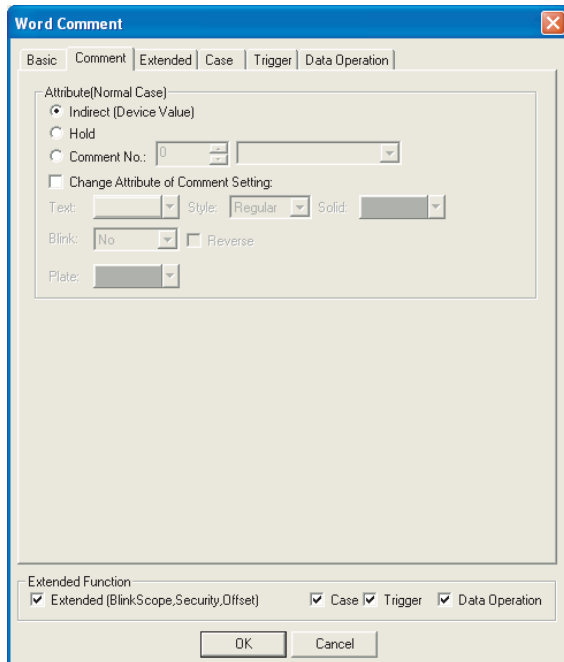 Word Comment
Basic Comment Extended Case Trigger Data Operation
Attribute(Normal Case)
Indirect (Device Value)
Hold
Comment No.: 0
Change Attribute of Comment Setting:
Text: Style: Regular Solid:
Blink: No Reverse
Plate:
Extended Function
Extended (BlinkScope,Security,Offset) Case Trigger Data Operation
OK Cancel